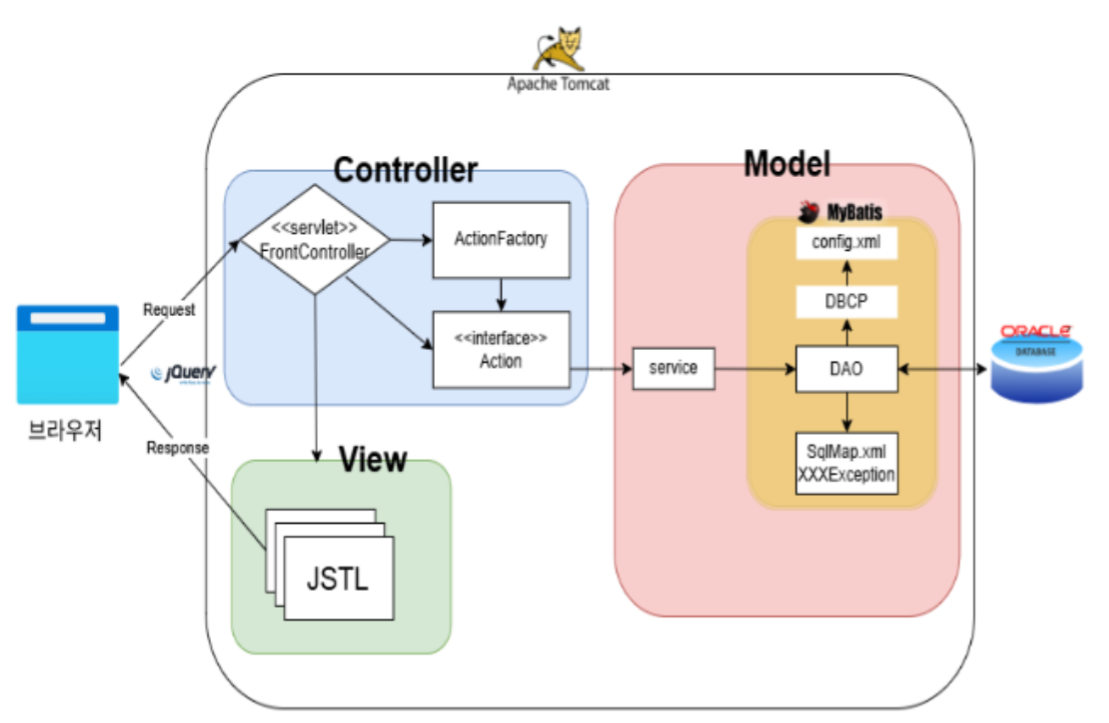 Apache Tomcat
Controller
Model
<<servlet>>
FrontController
ActionFactory
MyBatis
config.xml
DBCP
Request
<<interface>>
Action
service
DAO
ORACLE
DATABASE
jQuery
브라우저
Response
View
SqlMap.xml
XXXException
JSTL